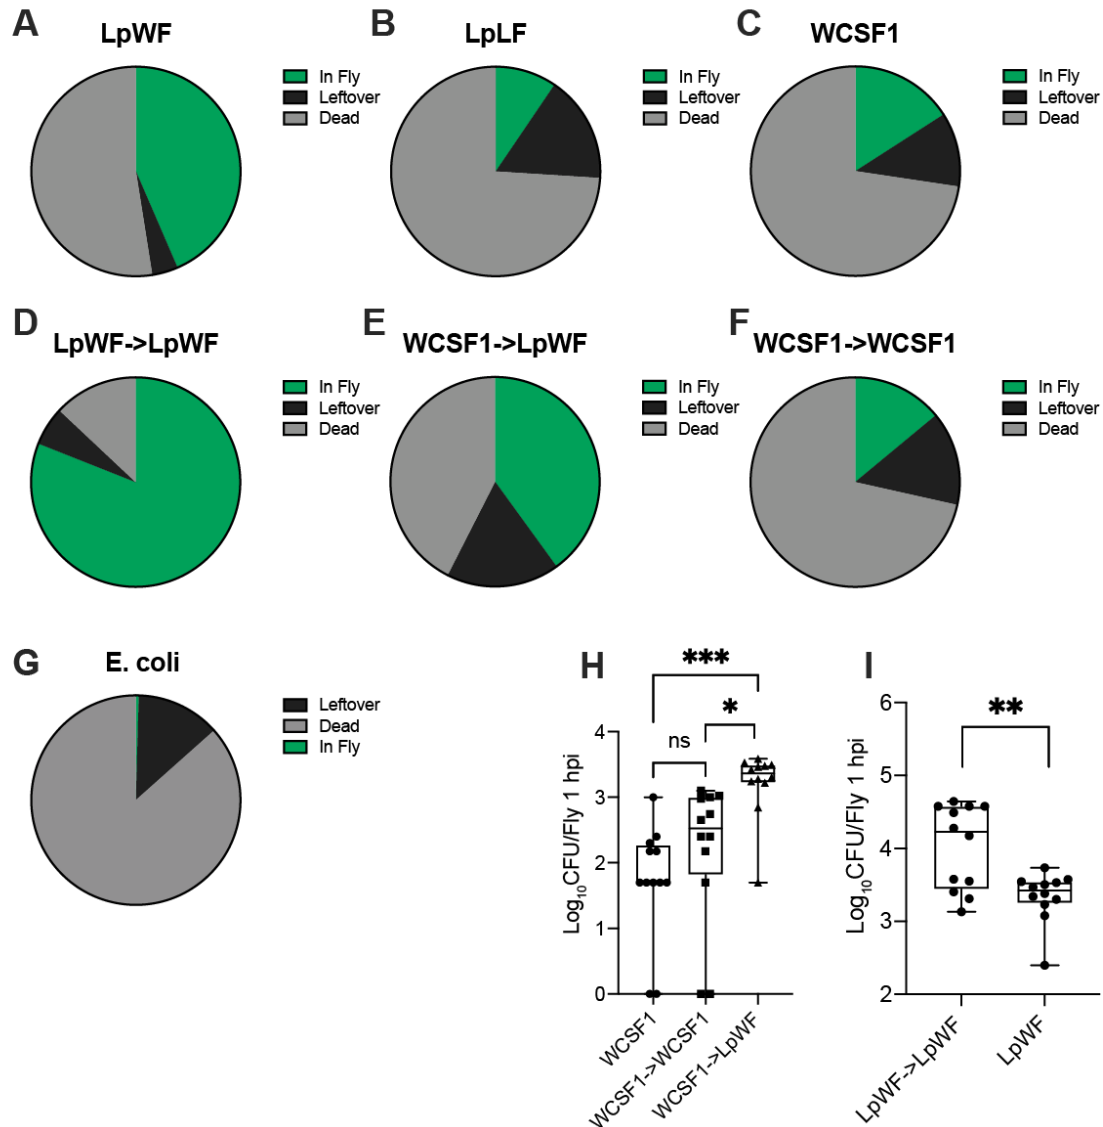 A
LpWF
In Fly
Leftover
Dead
B
LpLF
In Fly
Leftover
Dead
C
WCSF1
In Fly
Leftover
Dead
D
LpWF->LpWF
In Fly
Leftover
Dead
E
WCSF1->LpWF
In Fly
Leftover
Dead
F
WCSF1->WCSF1
In Fly
Leftover
Dead
G
E. coli
Leftover
Dead
In Fly
H
Log10CFU/Fly 1 hpi
4
3
2
1
0
***
*
ns
WCSF1
WCSF1->WCSF1
WCSF1->LpWF
I
Log10CFU/Fly 1 hpi
6
5
4
3
2
**
LpWF->LpWF
LpWF